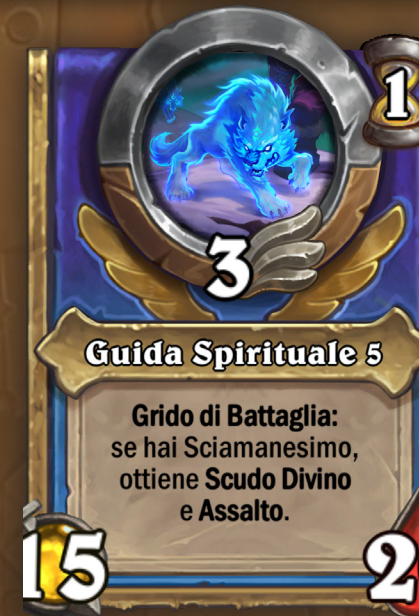 1
3
Guida Spirituale 5
Grido di Battaglia:
se hai Sciamanesimo,
ottiene Scudo Divino
e Assalto.
15
2